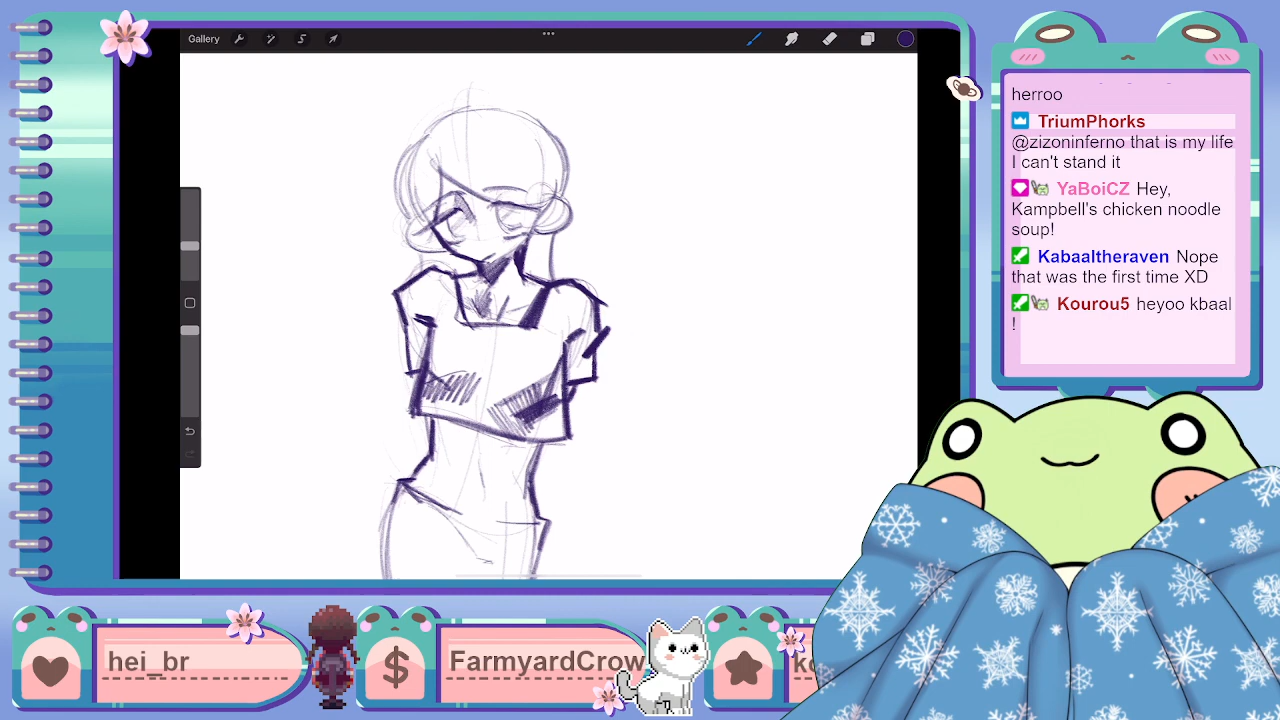 Gallery
herroo
TriumPhorks
@zizoninferno that is my life
I can't stand it
YaBoiCZ Hey,
Kampbell's chicken noodle
soup!
Kabaaltheraven Nope
that was the first time XD
Kourou5 heyoo kbaal
!
hei_br
FarmyardCrow